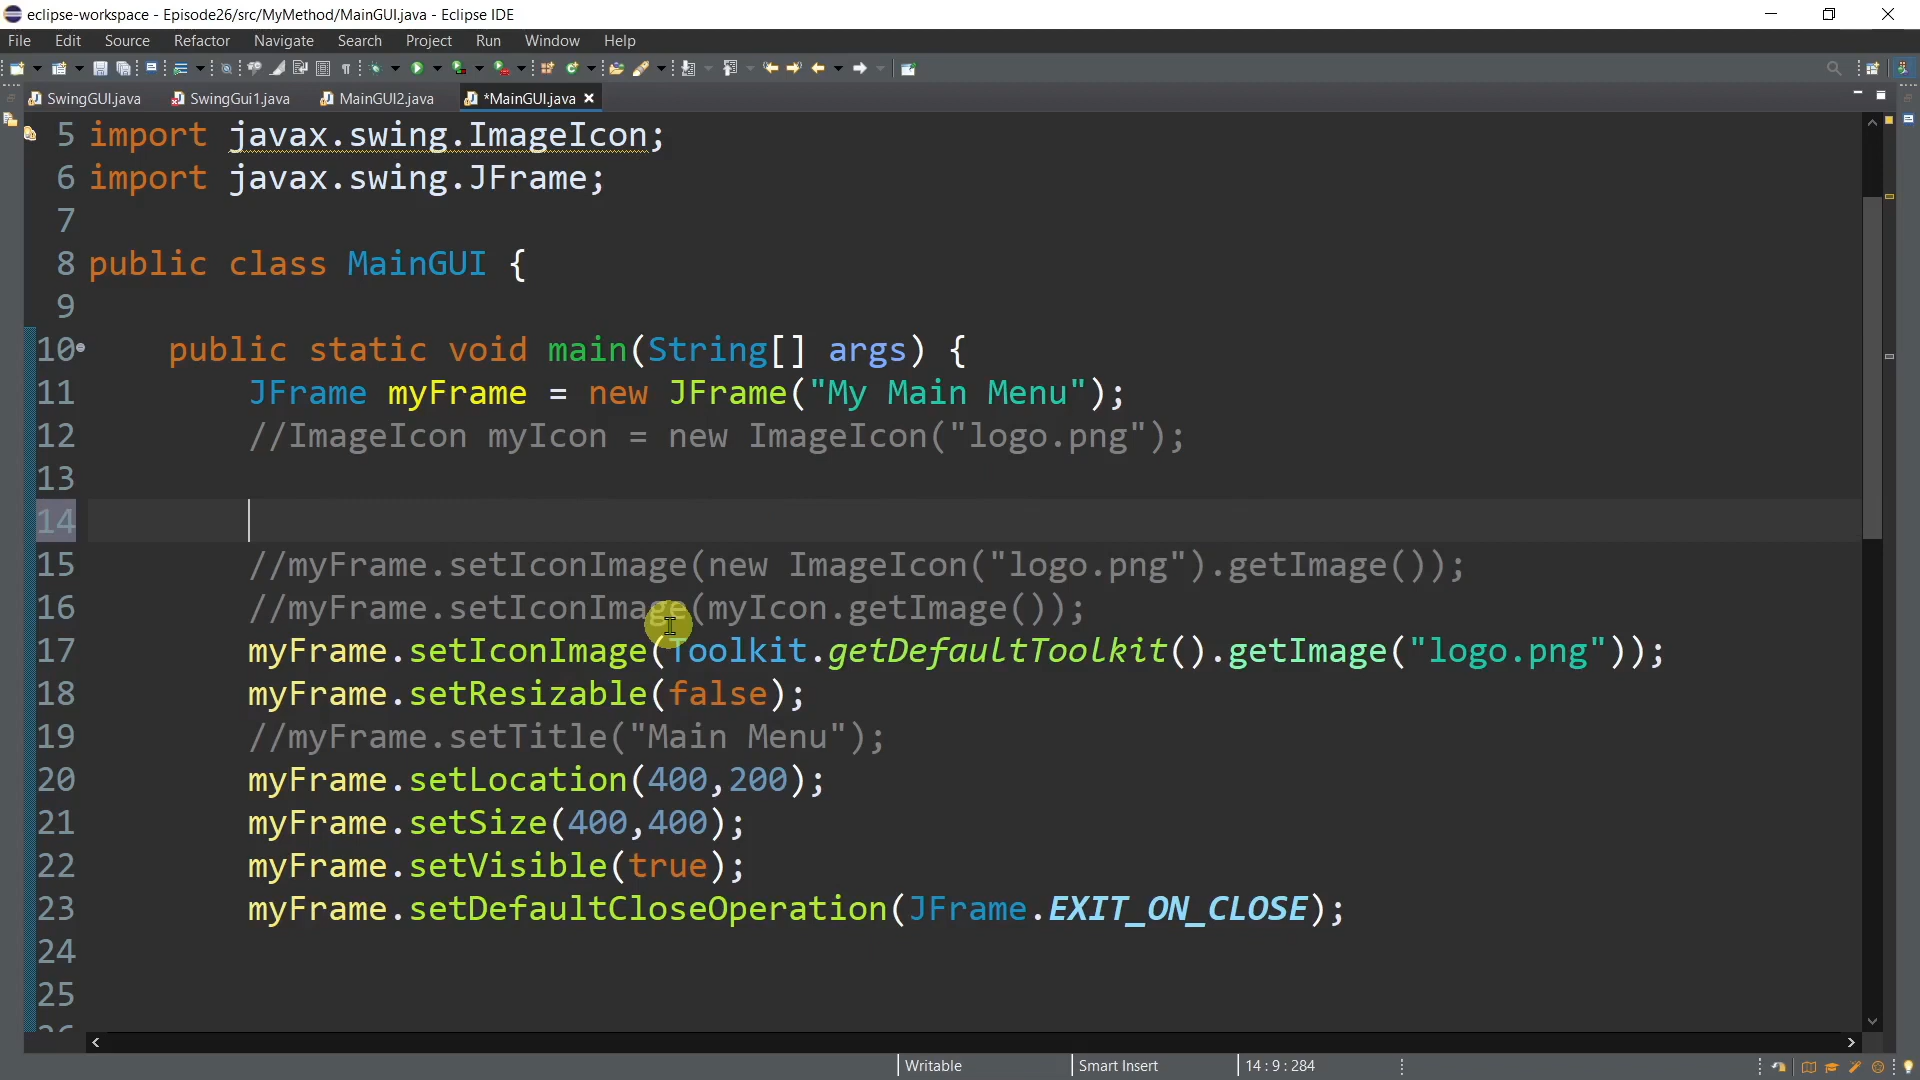 eclipse-workspace - Episode26/src/MyMethod/MainGUI.java - Eclipse IDE
File Edit Source Refactor Navigate Search Project Run Window Help
SwingGUI.java SwingGui1.java MainGUI2.java *MainGUI.java
5 import javax.swing.ImageIcon;
6 import javax.swing.JFrame;
7
8 public class MainGUI {
9
10 public static void main(String[] args) {
11 JFrame myFrame = new JFrame("My Main Menu");
12 //ImageIcon myIcon = new ImageIcon("logo.png");
13
14
15 //myFrame.setIconImage(new ImageIcon("logo.png").getImage());
16 //myFrame.setIconImage(myIcon.getImage());
17 myFrame.setIconImage(Toolkit.getDefaultToolkit().getImage("logo.png"));
18 myFrame.setResizable(false);
19 //myFrame.setTitle("Main Menu");
20 myFrame.setLocation(400,200);
21 myFrame.setSize(400,400);
22 myFrame.setVisible(true);
23 myFrame.setDefaultCloseOperation(JFrame.EXIT_ON_CLOSE);
24
25
Writable Smart Insert 14 : 9 : 284